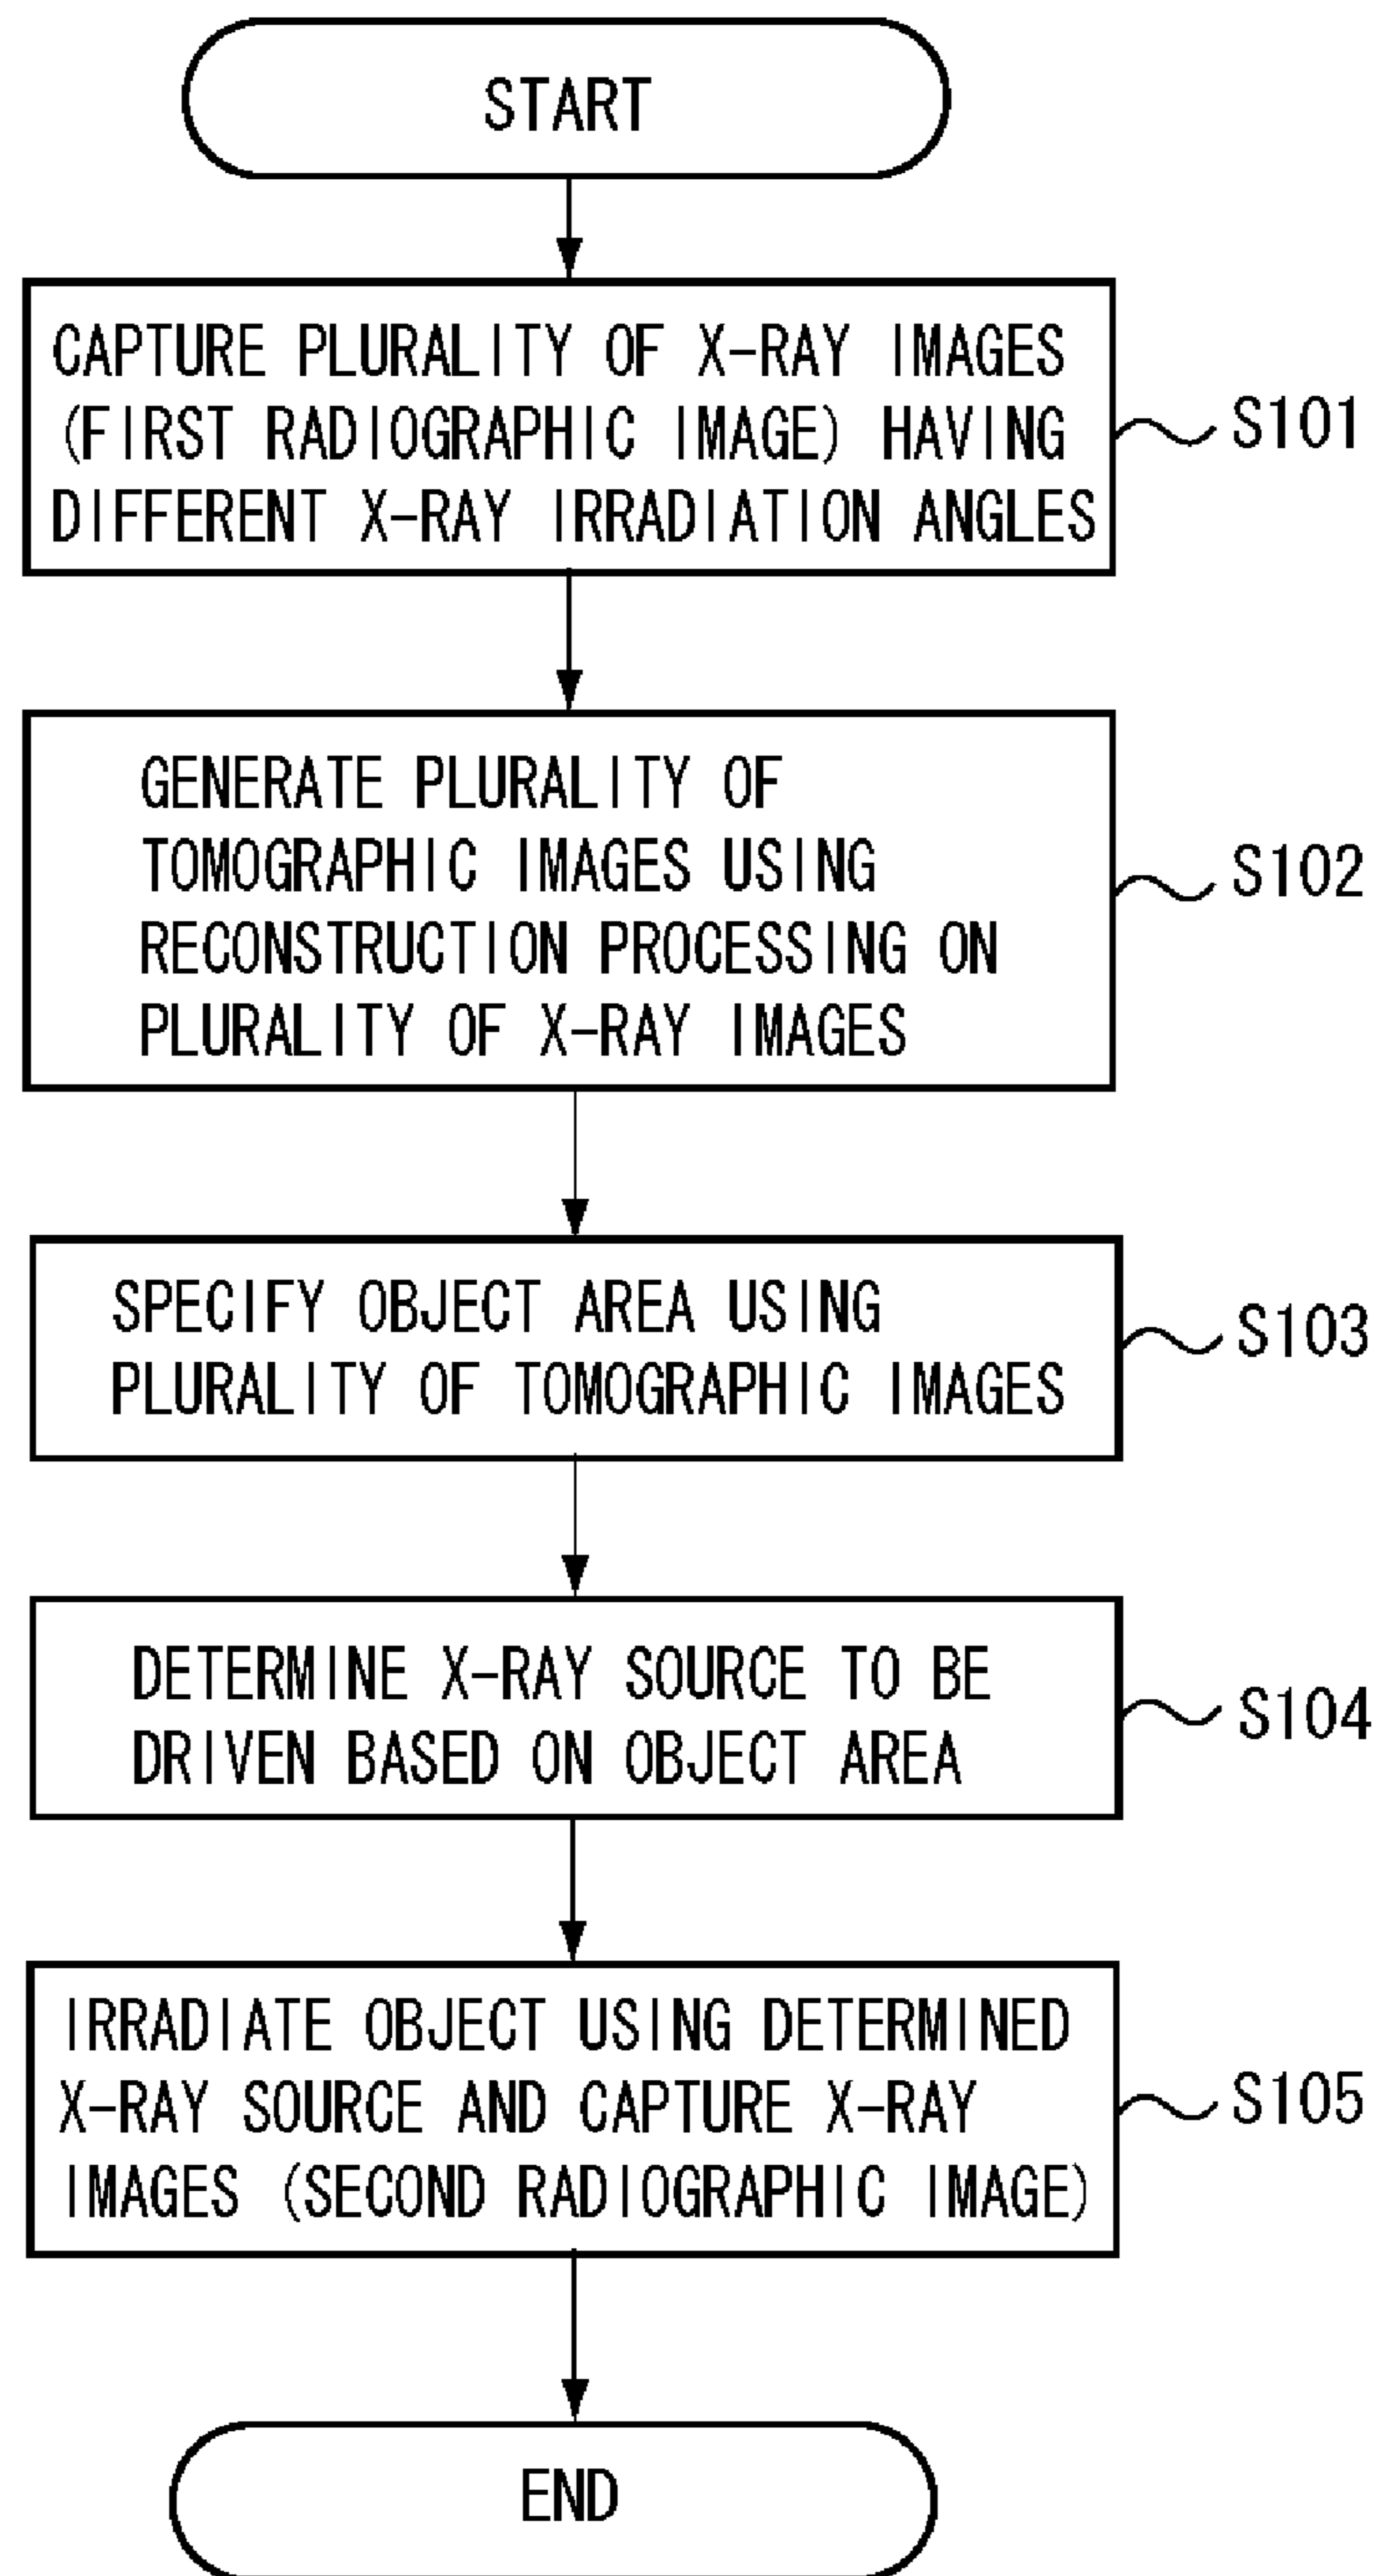 START
CAPTURE PLURALITY OF X-RAY IMAGES
(FIRST RADIOGRAPHIC IMAGE) HAVING
DIFFERENT X-RAY IRRADIATION ANGLES
S101
GENERATE PLURALITY OF
TOMOGRAPHIC IMAGES USING
RECONSTRUCTION PROCESSING ON
PLURALITY OF X-RAY IMAGES
S102
SPECIFY OBJECT AREA USING
PLURALITY OF TOMOGRAPHIC IMAGES
S103
DETERMINE X-RAY SOURCE TO BE
DRIVEN BASED ON OBJECT AREA
S104
IRRADIATE OBJECT USING DETERMINED
X-RAY SOURCE AND CAPTURE X-RAY
IMAGES (SECOND RADIOGRAPHIC IMAGE)
S105
END